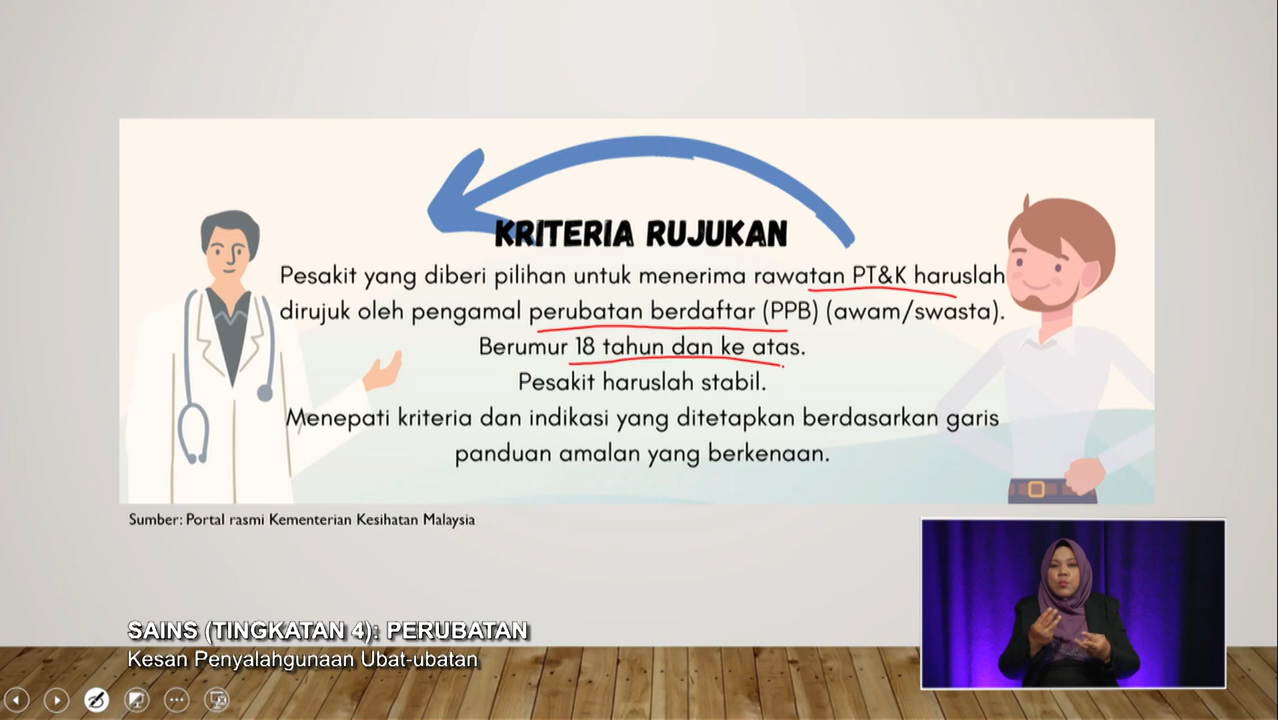 KRITERIA RUJUKAN
Pesakit yang diberi pilihan untuk menerima rawatan PT&K haruslah
dirujuk oleh pengamal perubatan berdaftar (PPB) (awam/swasta).
Berumur 18 tahun dan ke atas.
Pesakit haruslah stabil.
Menepati kriteria dan indikasi yang ditetapkan berdasarkan garis
panduan amalan yang berkenaan.
Sumber: Portal rasmi Kementerian Kesihatan Malaysia
SAINS (TINGKATAN 4): PERUBATAN
Kesan Penyalahgunaan Ubat-ubatan